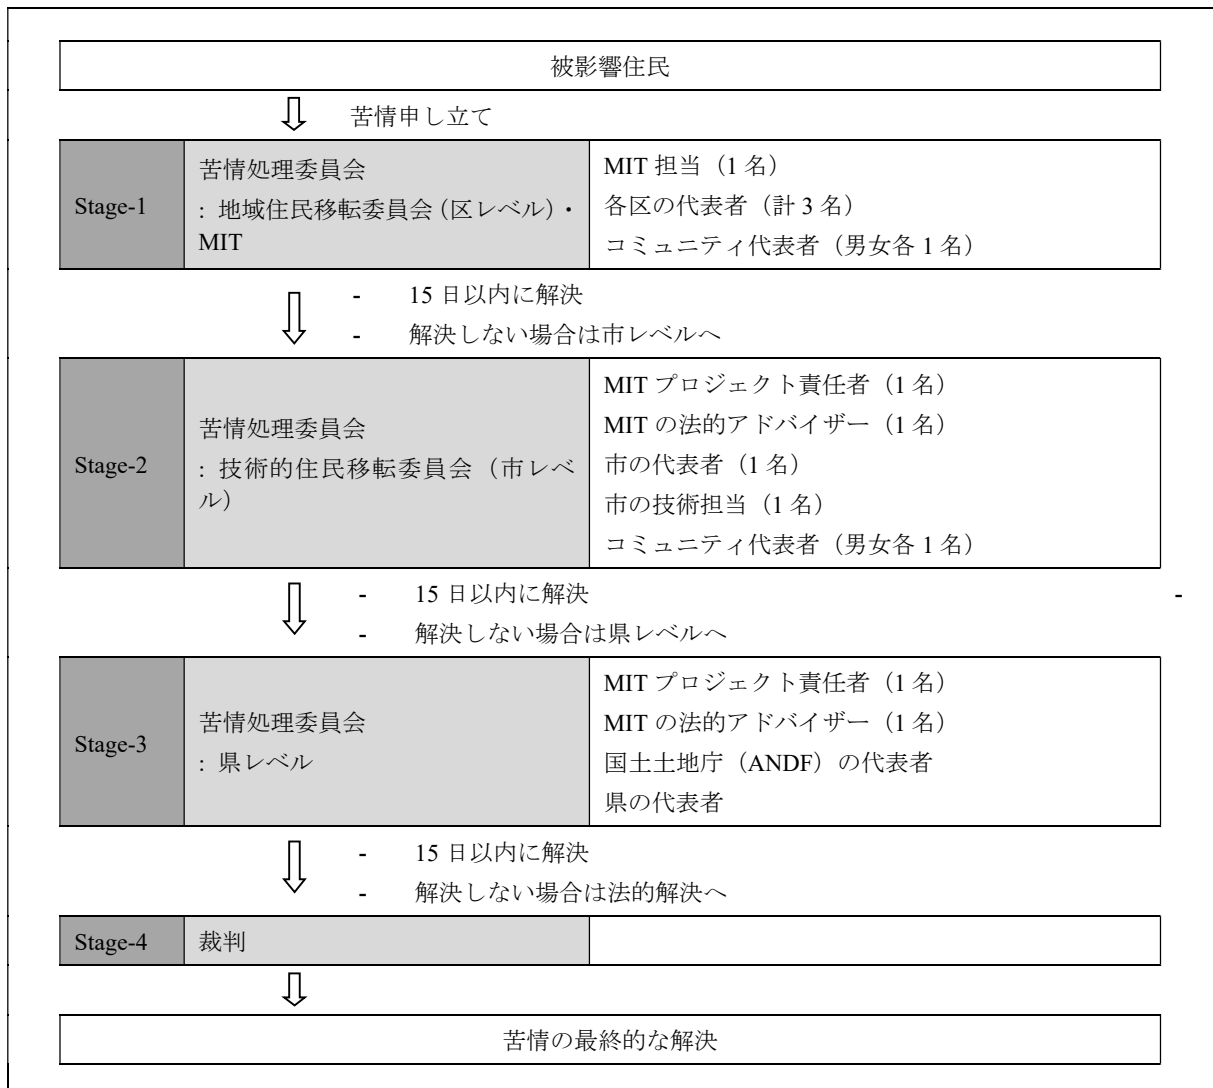 被影響住民
苦情申し立て
Stage-1
苦情処理委員会
: 地域住民移転委員会（区レベル）・
MIT
MIT 担当（1 名）
各区の代表者（計 3 名）
コミュニティ代表者（男女各 1 名）
- 15 日以内に解決
- 解決しない場合は市レベルへ
Stage-2
苦情処理委員会
: 技術的住民移転委員会（市レベ
ル）
MIT プロジェクト責任者（1 名）
MIT の法的アドバイザー（1 名）
市の代表者（1 名）
市の技術担当（1 名）
コミュニティ代表者（男女各 1 名）
- 15 日以内に解決
-
- 解決しない場合は県レベルへ
Stage-3
苦情処理委員会
: 県レベル
MIT プロジェクト責任者（1 名）
MIT の法的アドバイザー（1 名）
国土土地庁（ANDF）の代表者
県の代表者
- 15 日以内に解決
- 解決しない場合は法的解決へ
Stage-4
裁判
苦情の最終的な解決